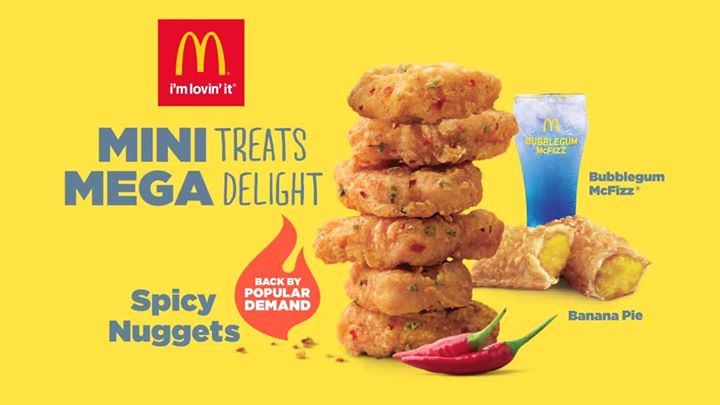 i'm lovin' it®
MINI TREATS
MEGA DELIGHT
BACK BY
POPULAR
DEMAND
Spicy
Nuggets
BUBBLEGUM
McFIZZ
Bubblegum
McFizz®
Banana Pie